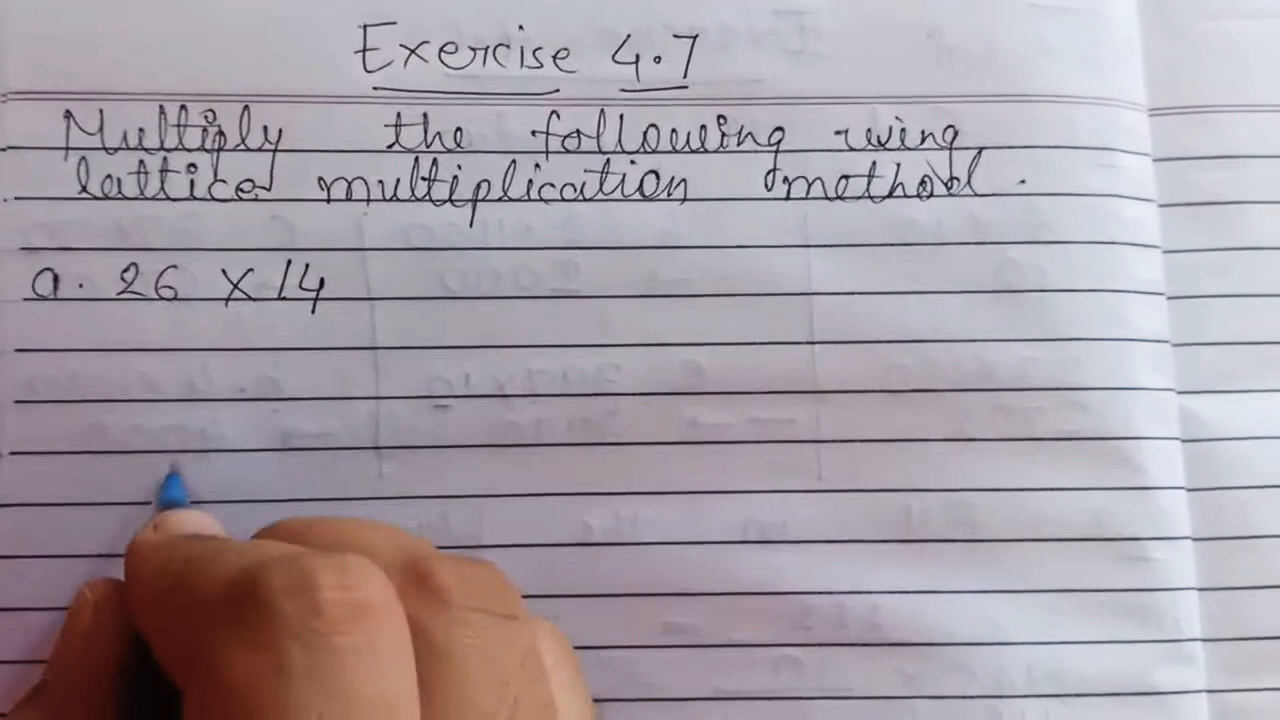 Exercise 4.7
Multiply the following using
lattice multiplication method.
a. 26 × 14